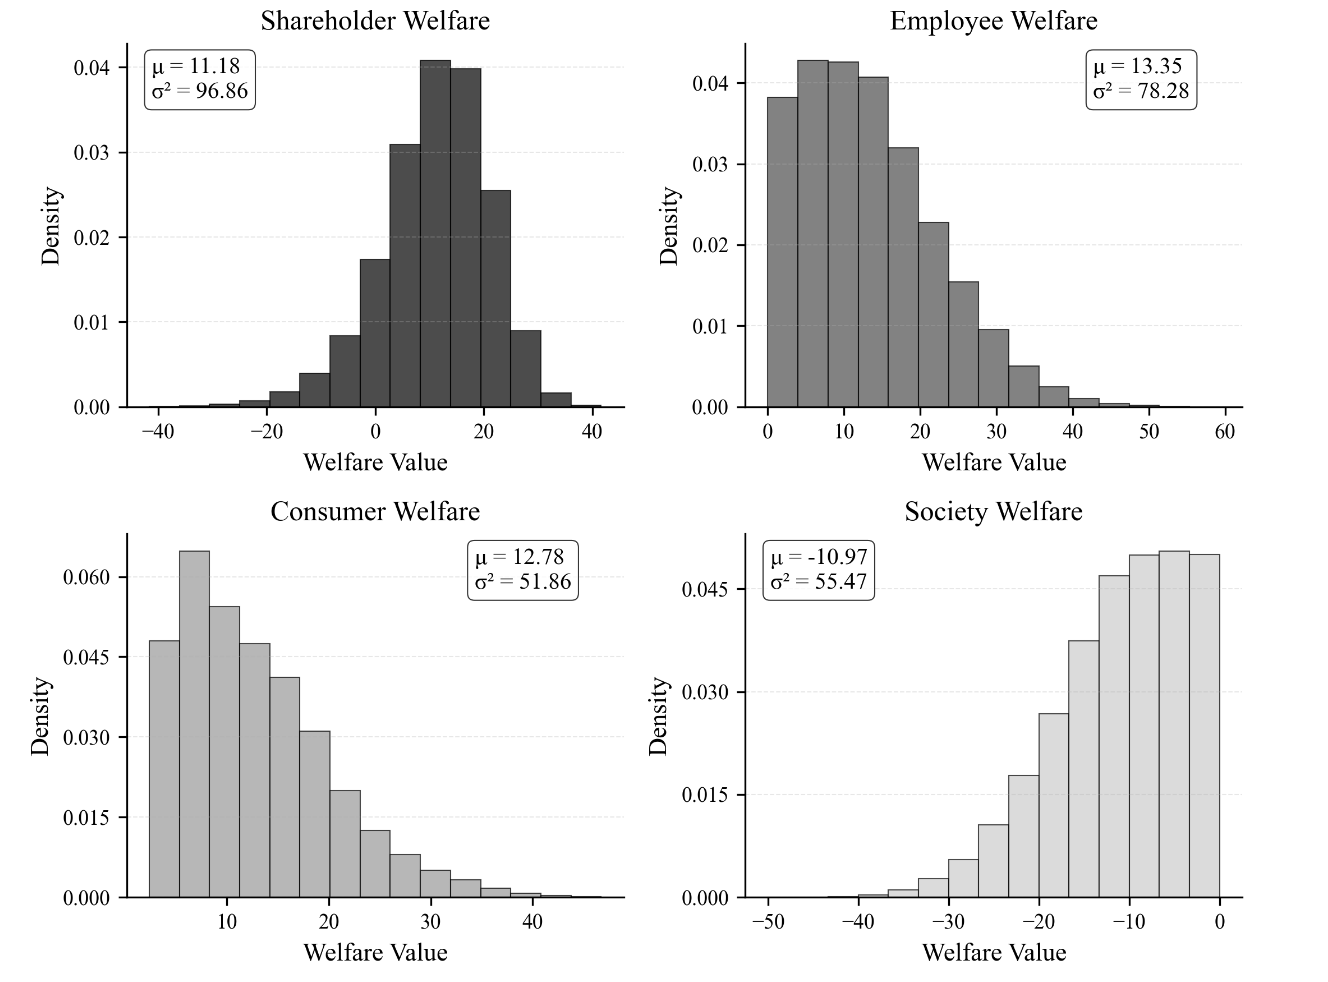 Shareholder Welfare
μ = 11.18
σ² = 96.86
0.04
0.03
0.02
0.01
0.00
Density
−40
−20
0
20
40
Welfare Value
Employee Welfare
μ = 13.35
σ² = 78.28
0.04
0.03
0.02
0.01
0.00
Density
0
10
20
30
40
50
60
Welfare Value
Consumer Welfare
μ = 12.78
σ² = 51.86
0.060
0.045
0.030
0.015
0.000
Density
10
20
30
40
Welfare Value
Society Welfare
μ = -10.97
σ² = 55.47
0.045
0.030
0.015
0.000
Density
−50
−40
−30
−20
−10
0
Welfare Value